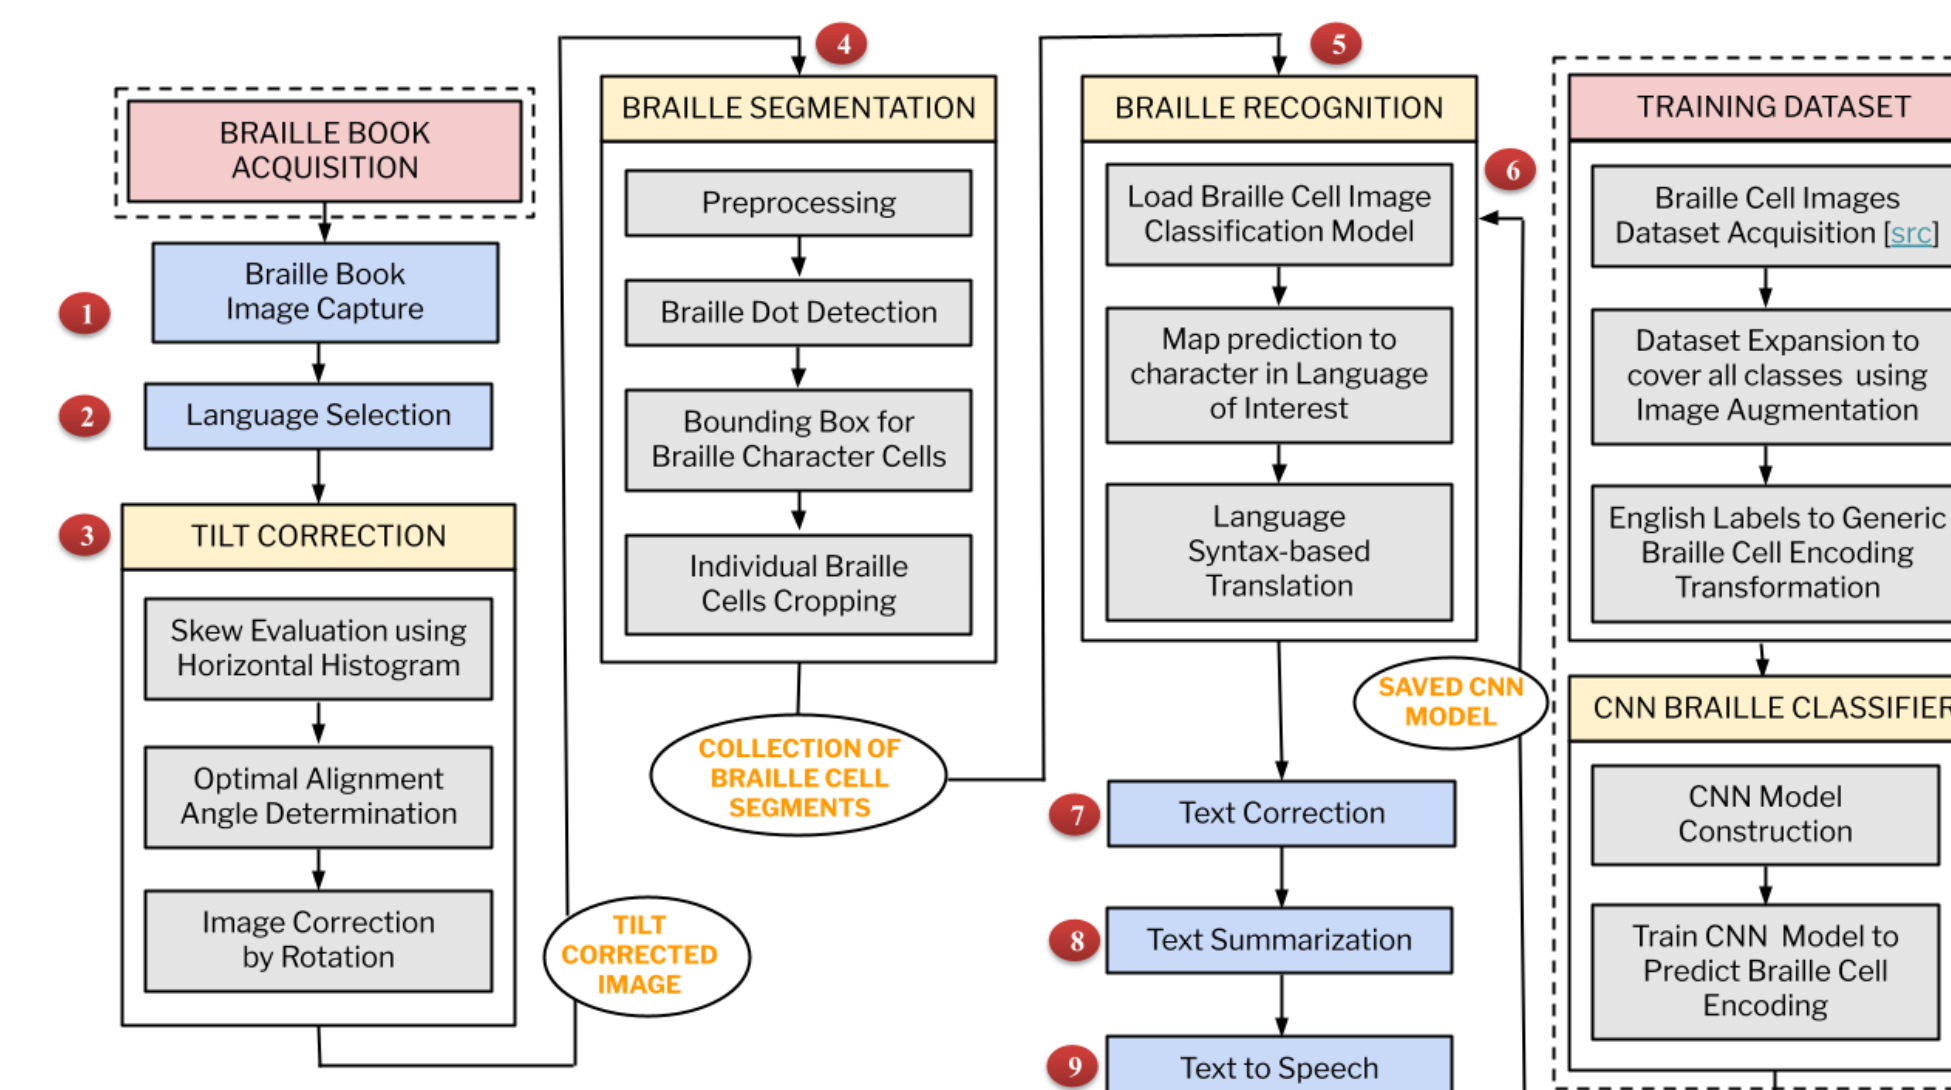 BRAILLE BOOK
ACQUISITION
1
Braille Book
Image Capture
2
Language Selection
3
TILT CORRECTION
Skew Evaluation using
Horizontal Histogram
Optimal Alignment
Angle Determination
Image Correction
by Rotation
TILT
CORRECTED
IMAGE
4
BRAILLE SEGMENTATION
Preprocessing
Braille Dot Detection
Bounding Box for
Braille Character Cells
Individual Braille
Cells Cropping
COLLECTION OF
BRAILLE CELL
SEGMENTS
5
BRAILLE RECOGNITION
6
Load Braille Cell Image
Classification Model
Map prediction to
character in Language
of Interest
Language
Syntax-based
Translation
SAVED CNN
MODEL
7
Text Correction
8
Text Summarization
9
Text to Speech
TRAINING DATASET
Braille Cell Images
Dataset Acquisition [src]
Dataset Expansion to
cover all classes using
Image Augmentation
English Labels to Generic
Braille Cell Encoding
Transformation
CNN BRAILLE CLASSIFIER
CNN Model
Construction
Train CNN Model to
Predict Braille Cell
Encoding